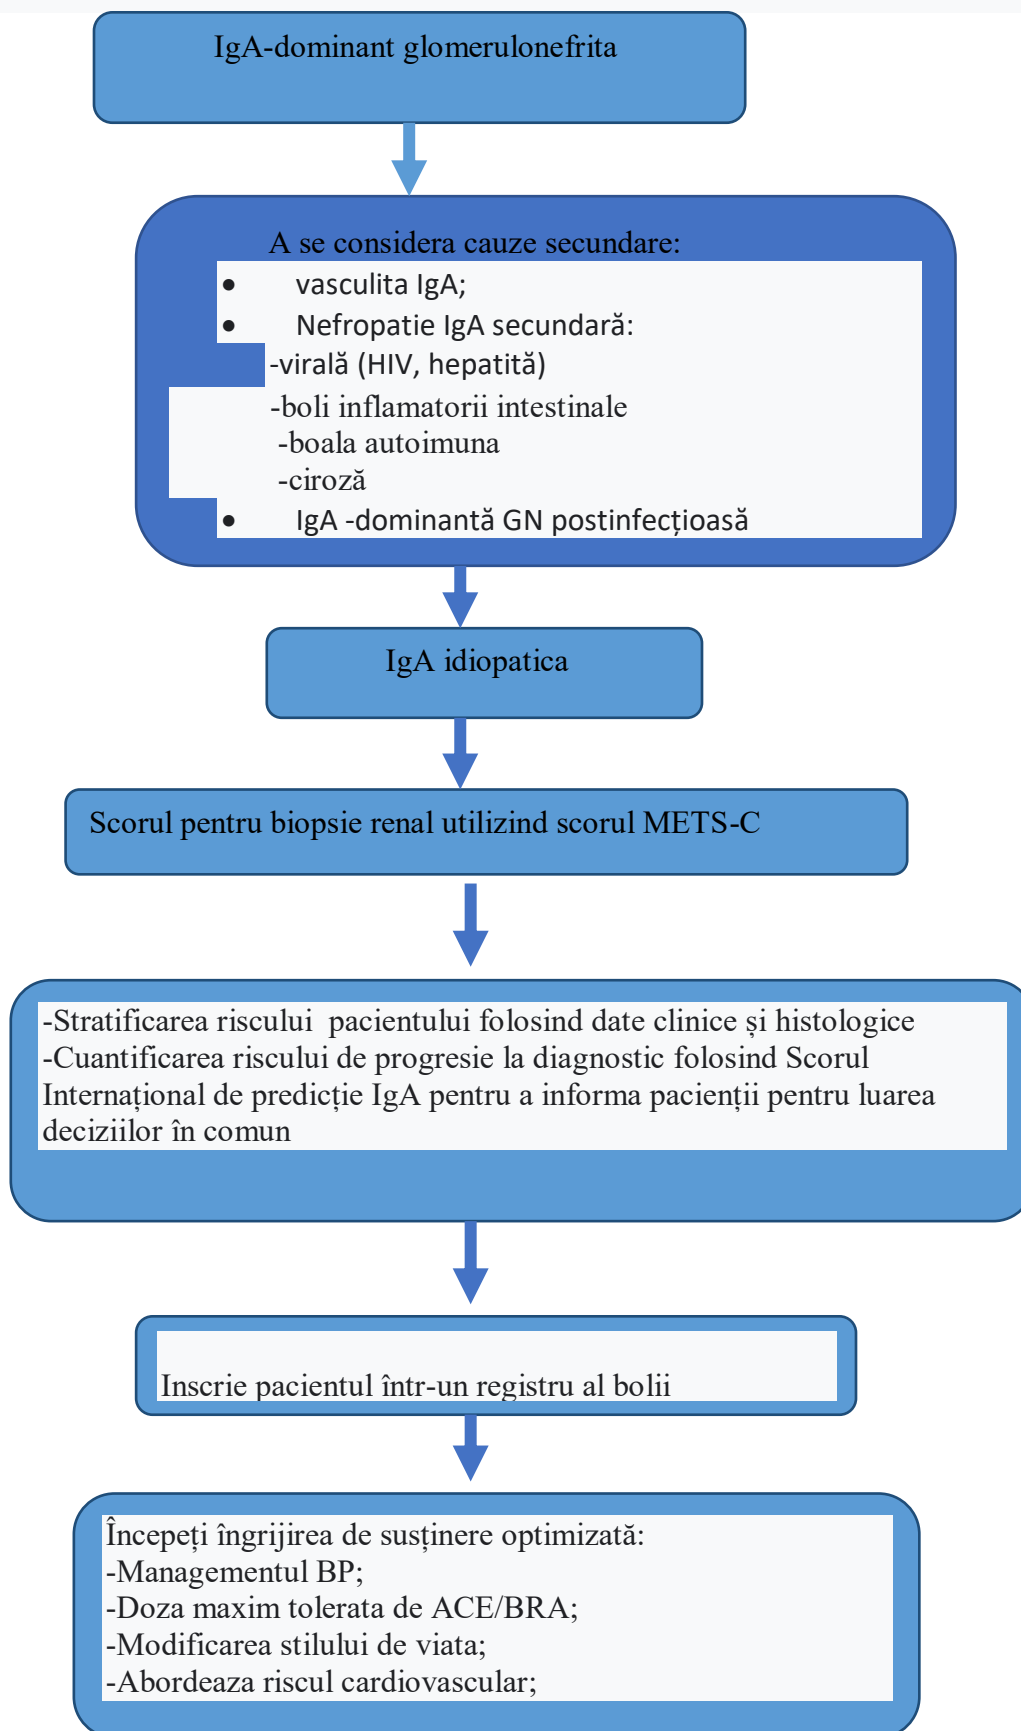 IgA-dominant glomerulonefrita
A se considera cauze secundare:
• vasculita IgA;
• Nefropatie IgA secundară:
-virală (HIV, hepatită)
-boli inflamatorii intestinale
-boala autoimuna
-ciroză
• IgA -dominantă GN postinfecțioasă
IgA idiopatica
Scorul pentru biopsie renal utilizind scorul METS-C
-Stratificarea riscului pacientului folosind date clinice și histologice
-Cuantificarea riscului de progresie la diagnostic folosind Scorul
Internațional de predicție IgA pentru a informa pacienții pentru luarea
deciziilor în comun
Inscrie pacientul într-un registru al bolii
Începeți îngrijirea de susținere optimizată:
-Managementul BP;
-Doza maxim tolerata de ACE/BRA;
-Modificarea stilului de viata;
-Abordeaza riscul cardiovascular;